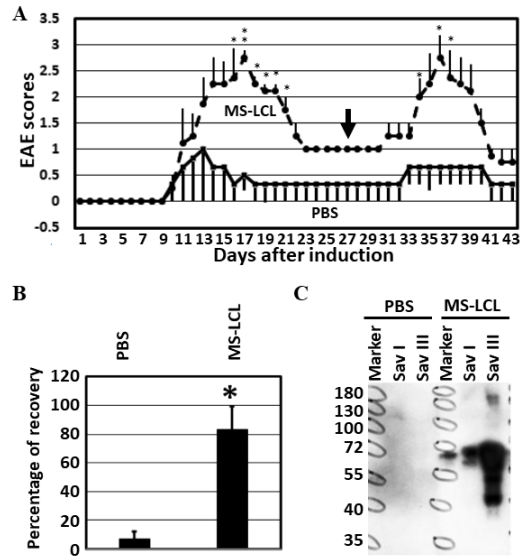 A
EAE scores
3.5
3
2.5
2
1.5
1
0.5
0
-0.5
* * * * * * * * *
MS-LCL
PBS
1 3 5 7 9 11 13 15 17 19 21 23 25 27 29 31 33 35 37 39 41 43
Days after induction
B
PBS
MS-LCL
Percentage of recovery
120
100
80
60
40
20
0
*
C
PBS MS-LCL
Marker Sav I Sav III Marker Sav I Sav III
180
130
100
72
55
40
35